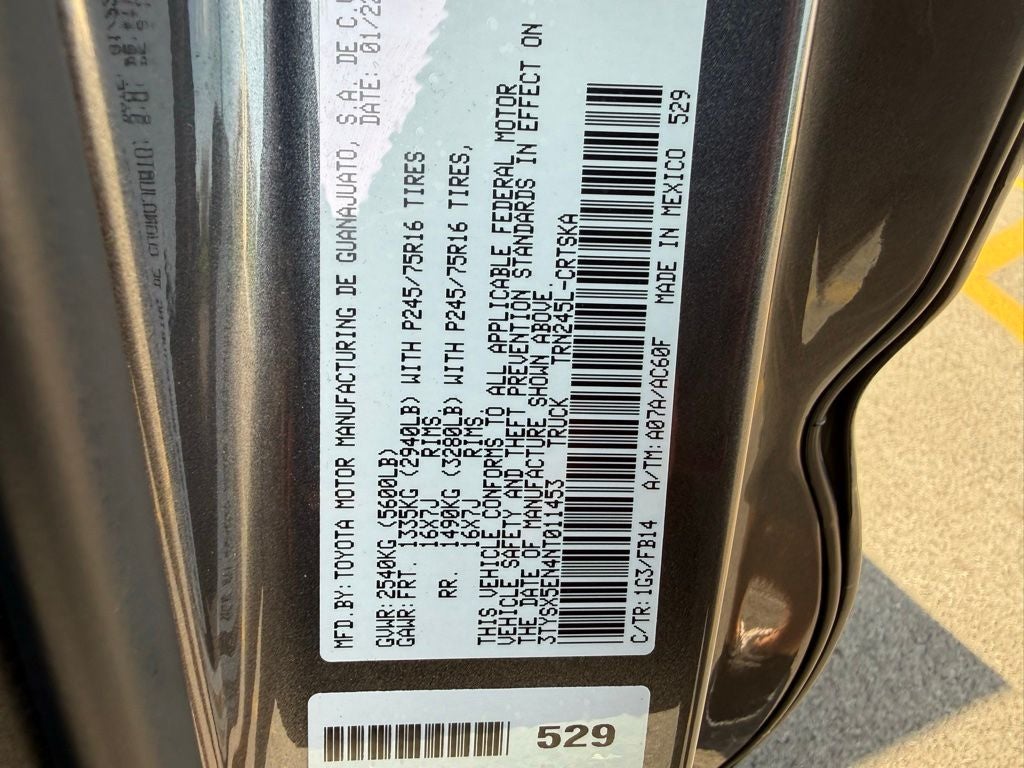 MFD.BY: TOYOTA MOTOR MANUFACTURING DE GUANAJUATO, S.A. DE C.V
DATE: 01/22
GVWR: 2540KG (5600LB)
GAWR: FRT. 1335KG (2940LB) WITH P245/75R16 TIRES
16X7J RIMS
RR. 1490KG (3280LB) WITH P245/75R16 TIRES,
16X7J RIMS
THIS VEHICLE CONFORMS TO ALL APPLICABLE FEDERAL MOTOR
VEHICLE SAFETY AND THEFT PREVENTION STANDARDS IN EFFECT ON
THE DATE OF MANUFACTURE SHOWN ABOVE.
3TYSX5EN4NT011453 TRUCK TRN245L-CRTSKA
C/TR: 1G3/FB14 A/TM: A07A/AC60F MADE IN MEXICO 529
529